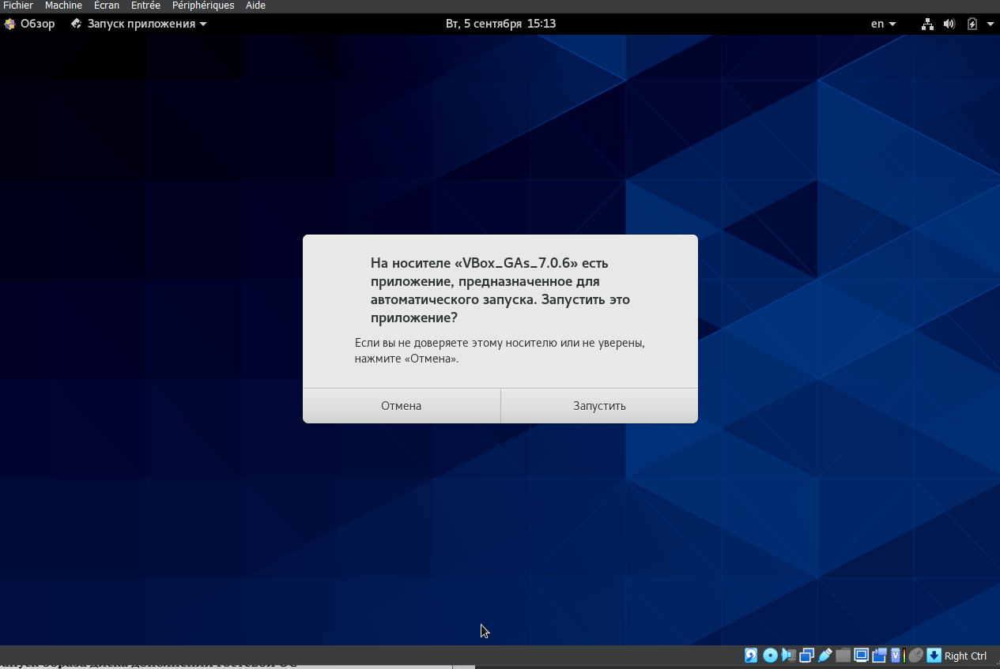 Fichier Machine Écran Entrée Périphériques Aide
Обзор Запуск приложения Вт, 5 сентября 15:13 en
На носителе «VBox_GAs_7.0.6» есть
приложение, предназначенное для
автоматического запуска. Запустить это
приложение?
Если вы не доверяете этому носителю или не уверены,
нажмите «Отмена».
Отмена Запустить
Right Ctrl